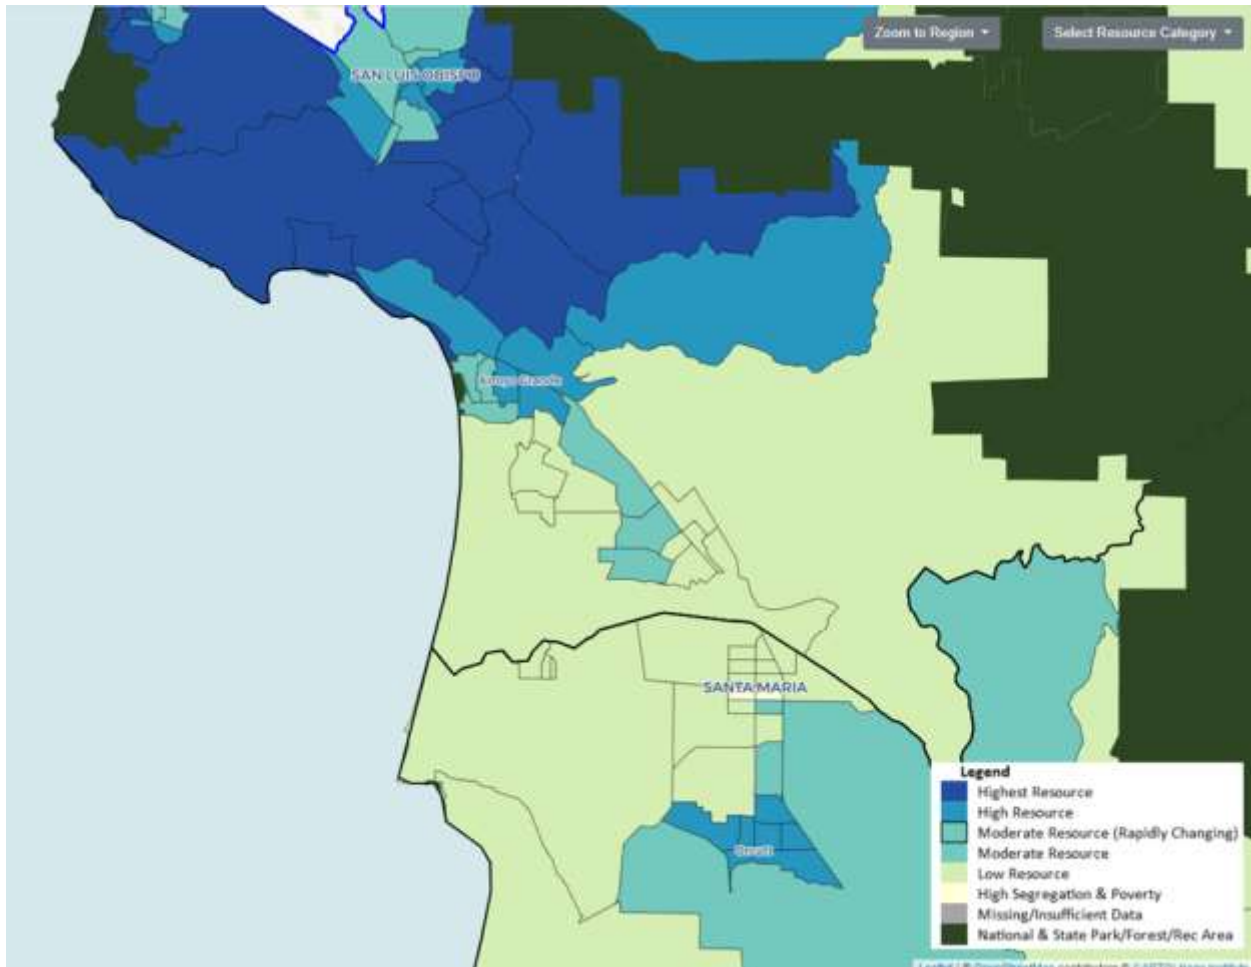 Zoom to Region
Select Resource Category
SAN LUIS OBISPO
Arroyo Grande
SANTA MARIA
Orcutt
Legend
Highest Resource
High Resource
Moderate Resource (Rapidly Changing)
Moderate Resource
Low Resource
High Segregation & Poverty
Missing/Insufficient Data
National & State Park/Forest/Rec Area